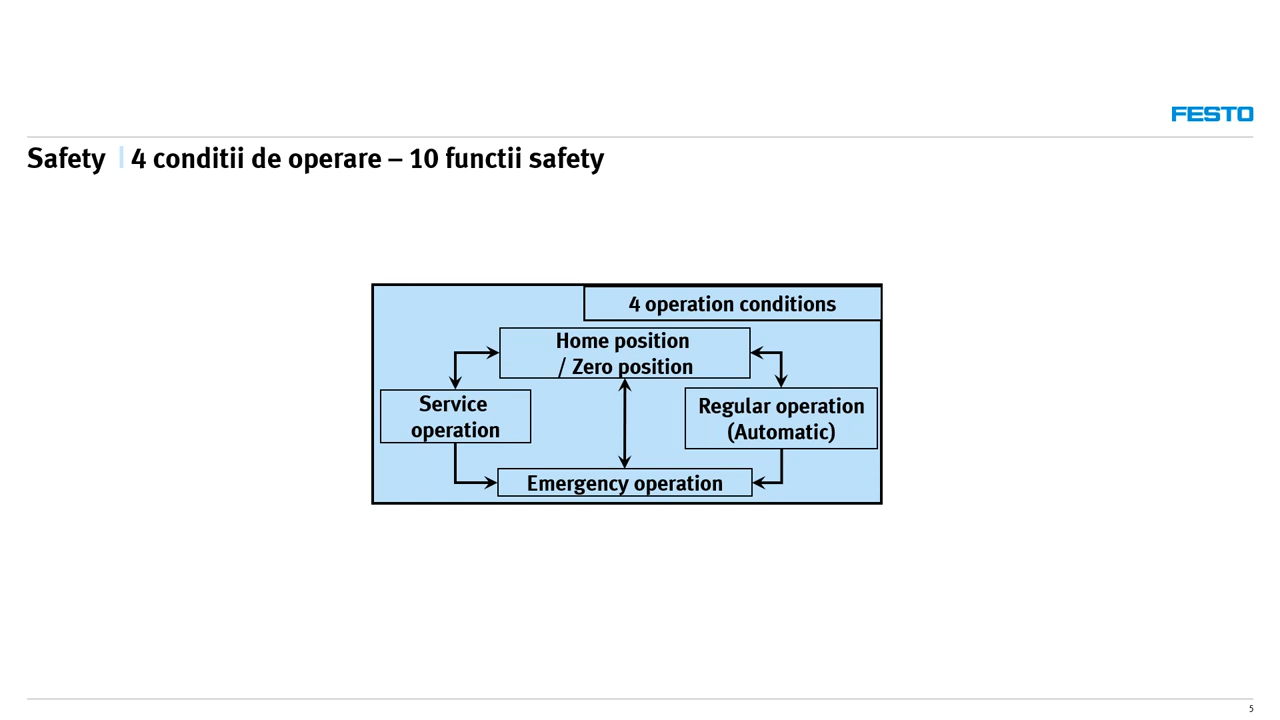 FESTO
Safety | 4 conditii de operare – 10 functii safety
4 operation conditions
Home position
/ Zero position
Service
operation
Regular operation
(Automatic)
Emergency operation
5